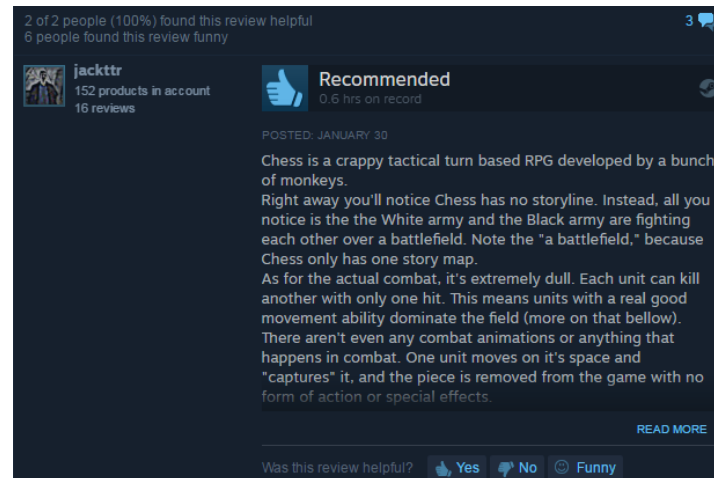 2 of 2 people (100%) found this review helpful
3
6 people found this review funny
jackttr
152 products in account
16 reviews
Recommended
0.6 hrs on record
POSTED: JANUARY 30
Chess is a crappy tactical turn based RPG developed by a bunch
of monkeys.
Right away you'll notice Chess has no storyline. Instead, all you
notice is the the White army and the Black army are fighting
each other over a battlefield. Note the "a battlefield," because
Chess only has one story map.
As for the actual combat, it's extremely dull. Each unit can kill
another with only one hit. This means units with a real good
movement ability dominate the field (more on that bellow).
There aren't even any combat animations or anything that
happens in combat. One unit moves on it's space and
"captures" it, and the piece is removed from the game with no
form of action or special effects.
READ MORE
Was this review helpful?
Yes
No
Funny